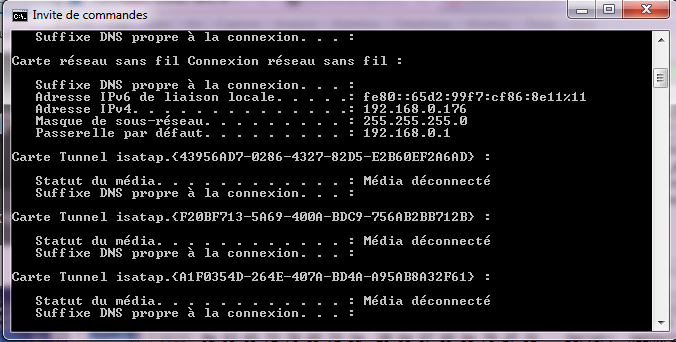 Invite de commandes
Suffixe DNS propre à la connexion. . . :
Carte réseau sans fil Connexion réseau sans fil :
Suffixe DNS propre à la connexion. . . :
Adresse IPv6 de liaison locale. . . . .: fe80::65d2:99f7:cf86:8e11%11
Adresse IPv4. . . . . . . . . . . . . .: 192.168.0.176
Masque de sous-réseau. . . . . . . . . : 255.255.255.0
Passerelle par défaut. . . . . . . . . : 192.168.0.1
Carte Tunnel isatap.{43956AD7-0286-4327-82D5-E2B60EF2A6AD} :
Statut du média. . . . . . . . . . . . : Média déconnecté
Suffixe DNS propre à la connexion. . . :
Carte Tunnel isatap.{F20BF713-5A69-400A-BDC9-756AB2BB712B} :
Statut du média. . . . . . . . . . . . : Média déconnecté
Suffixe DNS propre à la connexion. . . :
Carte Tunnel isatap.{A1F0354D-264E-407A-BD4A-A95AB8A32F61} :
Statut du média. . . . . . . . . . . . : Média déconnecté
Suffixe DNS propre à la connexion. . . :